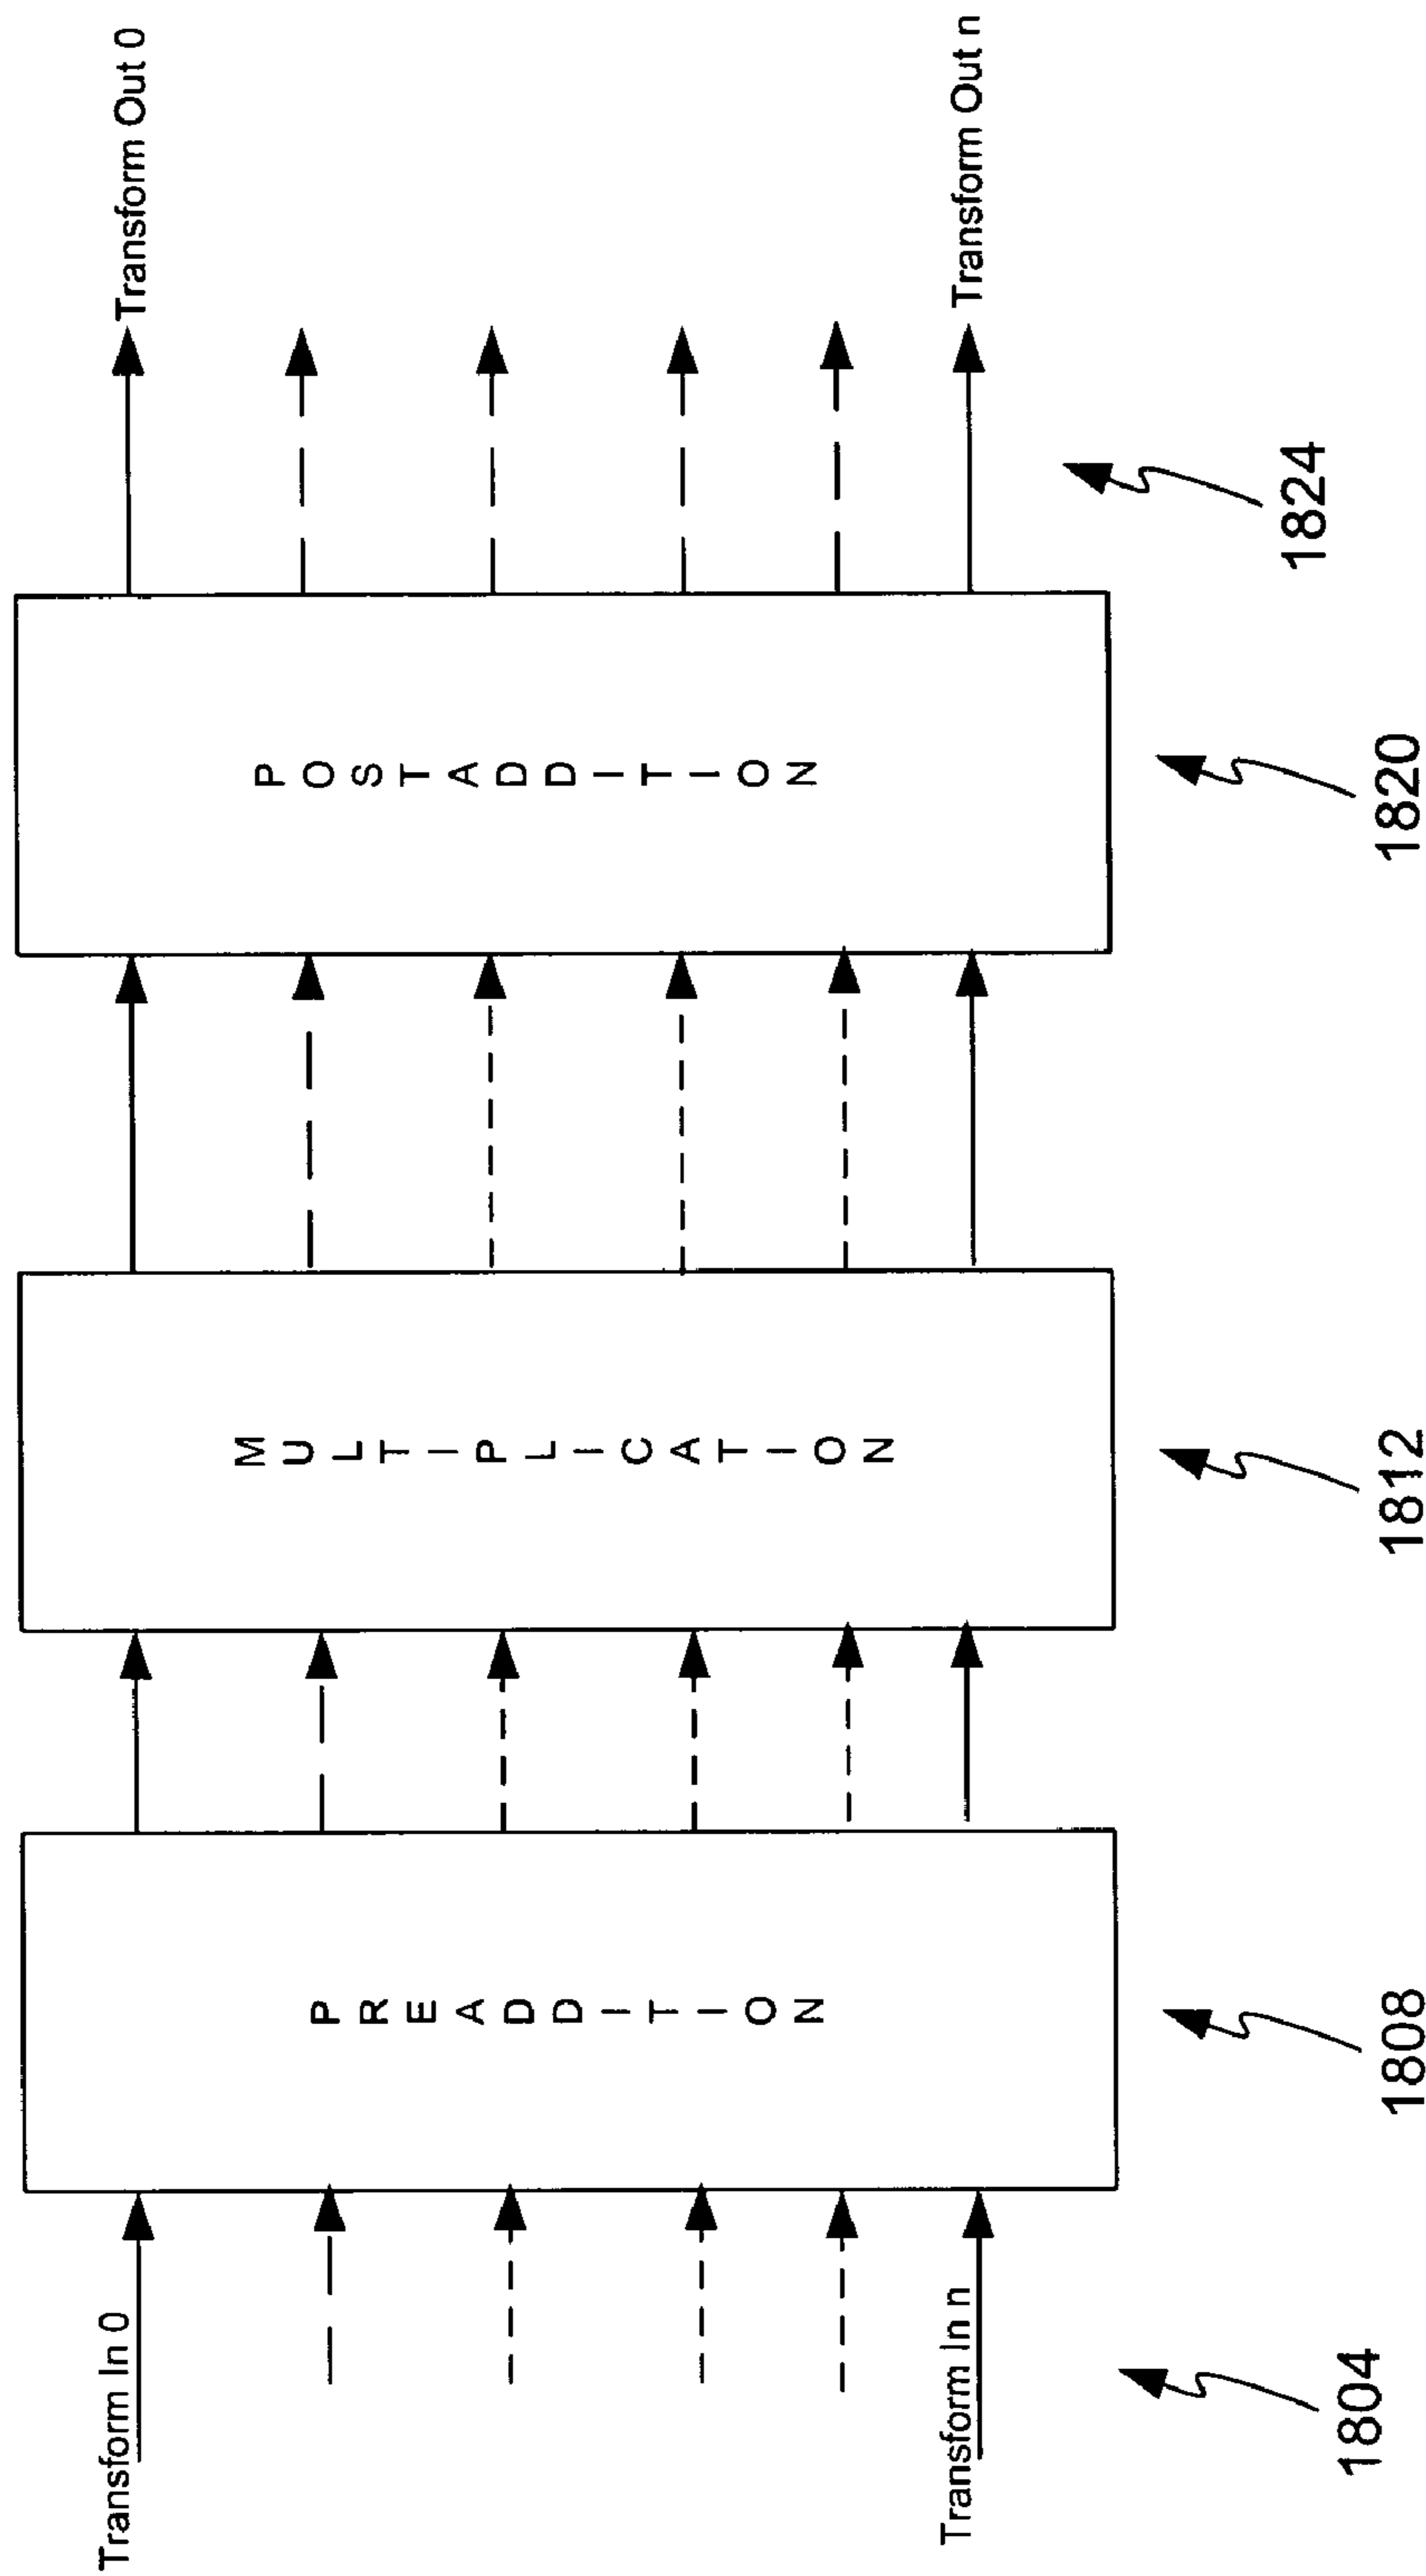 Transform In 0
Transform In n
1804
PREADDITION
1808
MULTIPLICATION
1812
POSTADDITION
1820
Transform Out 0
Transform Out n
1824